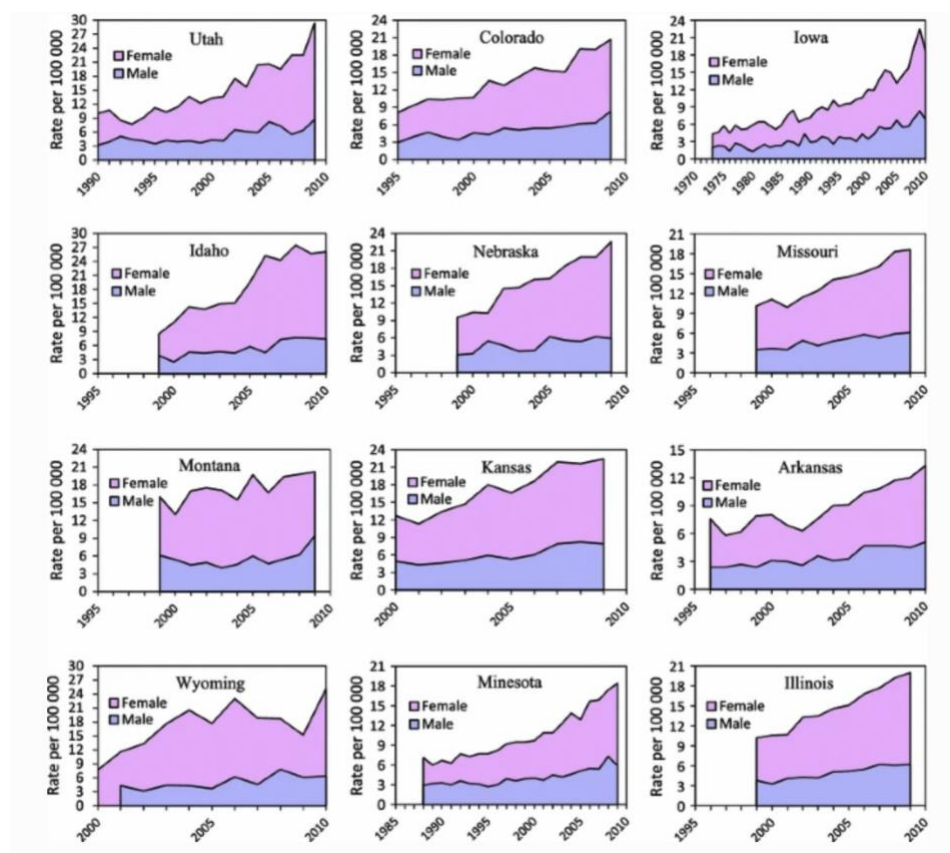 Utah
Rate per 100 000
Female
Male
30
27
24
21
18
15
12
9
6
3
0
1990 1995 2000 2005 2010
Colorado
Rate per 100 000
Female
Male
24
21
18
15
12
9
6
3
0
1995 2000 2005 2010
Iowa
Rate per 100 000
Female
Male
24
21
18
15
12
9
6
3
0
1970 1975 1980 1985 1990 1995 2000 2005 2010
Idaho
Rate per 100 000
Female
Male
30
27
24
21
18
15
12
9
6
3
0
1995 2000 2005 2010
Nebraska
Rate per 100 000
Female
Male
24
21
18
15
12
9
6
3
0
1995 2000 2005 2010
Missouri
Rate per 100 000
Female
Male
21
18
15
12
9
6
3
0
1995 2000 2005 2010
Montana
Rate per 100 000
Female
Male
24
21
18
15
12
9
6
3
0
1995 2000 2005 2010
Kansas
Rate per 100 000
Female
Male
24
21
18
15
12
9
6
3
0
2000 2005 2010
Arkansas
Rate per 100 000
Female
Male
15
12
9
6
3
0
1995 2000 2005 2010
Wyoming
Rate per 100 000
Female
Male
30
27
24
21
18
15
12
9
6
3
0
2000 2005 2010
Minesota
Rate per 100 000
Female
Male
21
18
15
12
9
6
3
0
1985 1990 1995 2000 2005 2010
Illinois
Rate per 100 000
Female
Male
21
18
15
12
9
6
3
0
1995 2000 2005 2010